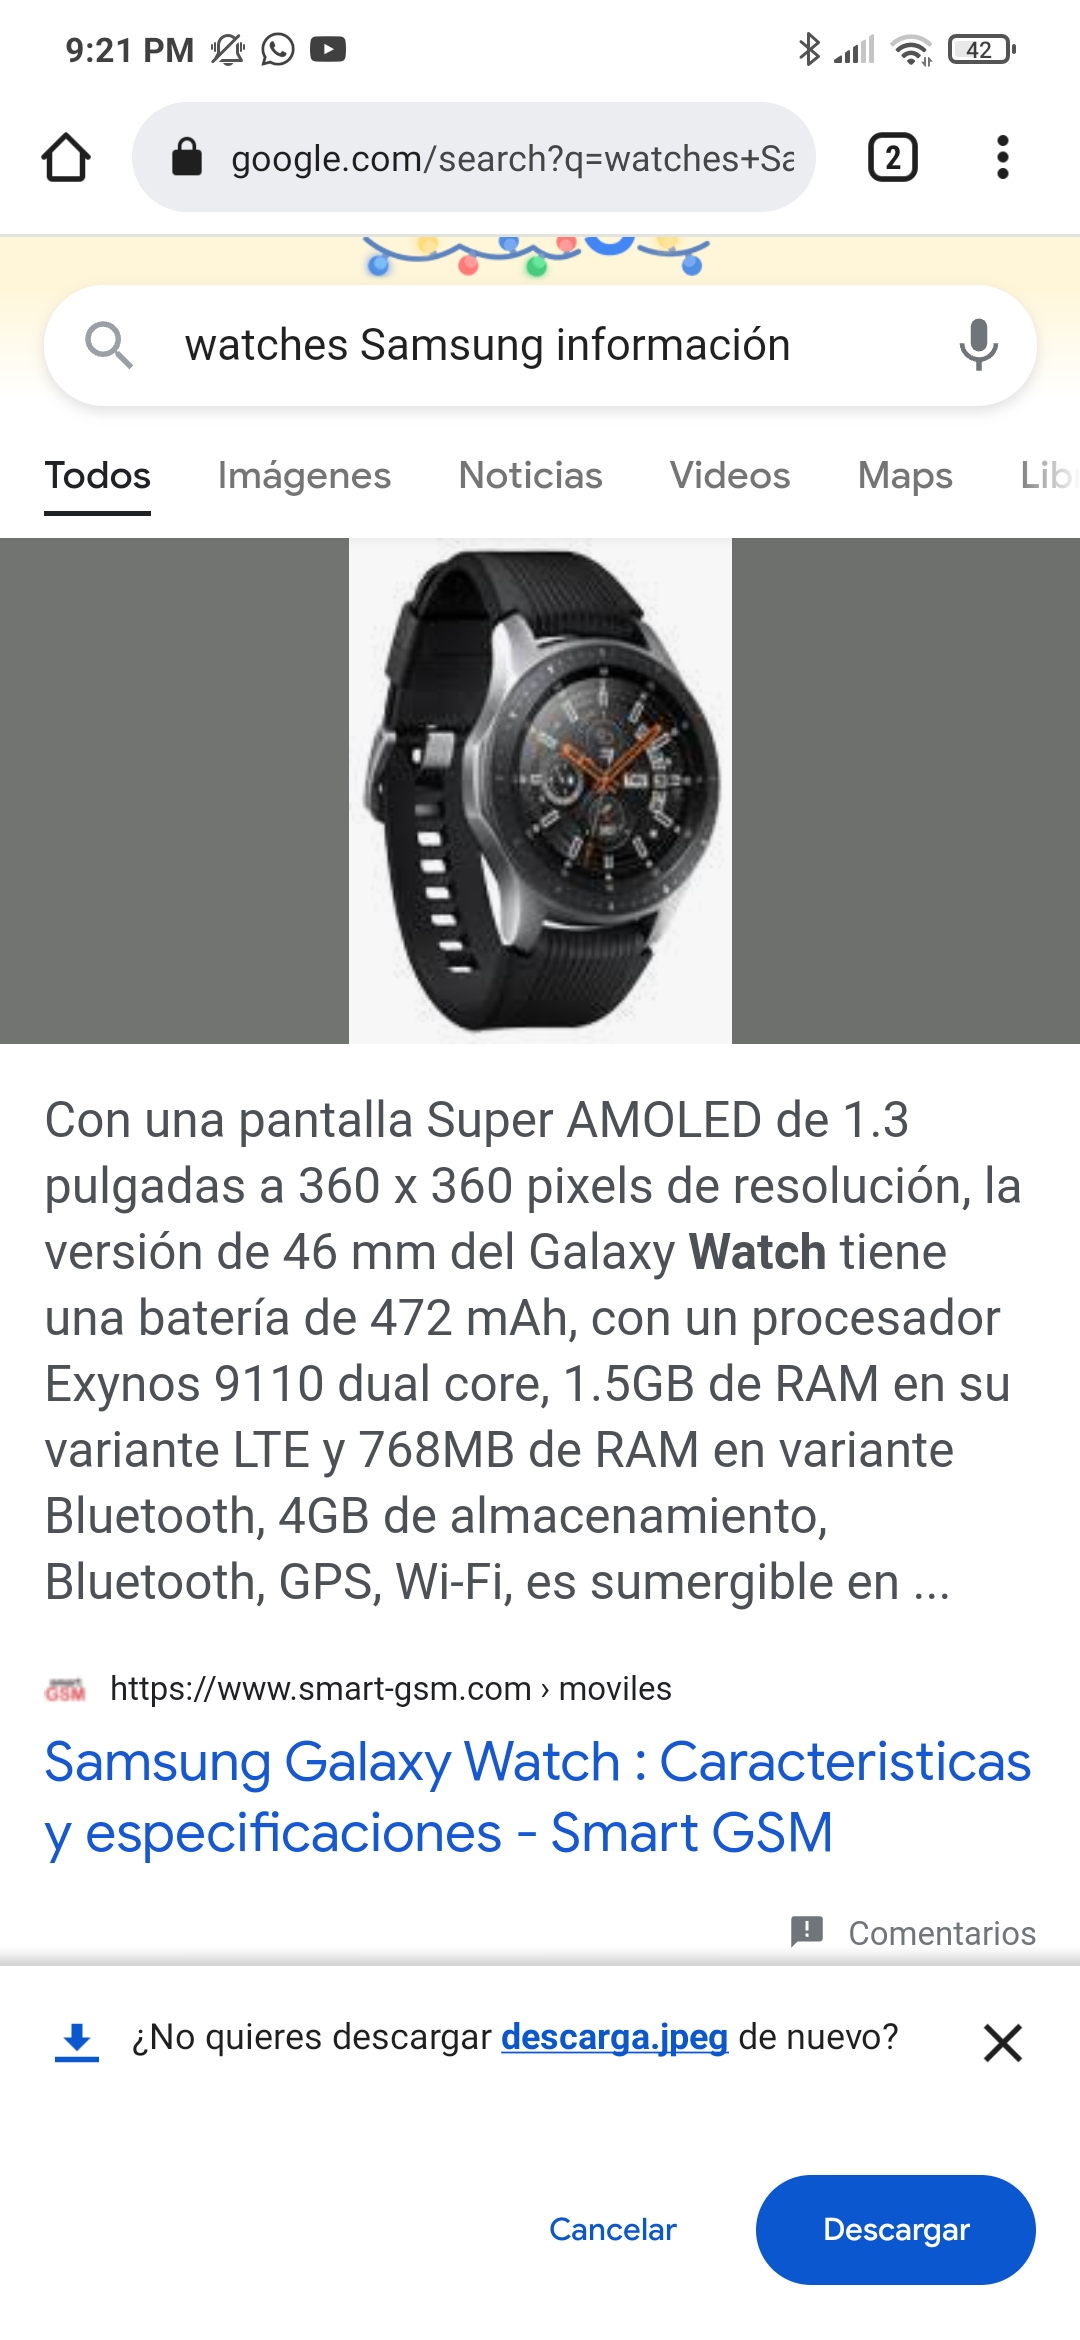 9:21 PM
42
google.com/search?q=watches+Sa
2
watches Samsung información
Todos Imágenes Noticias Videos Maps Lib
Con una pantalla Super AMOLED de 1.3
pulgadas a 360 x 360 pixels de resolución, la
versión de 46 mm del Galaxy Watch tiene
una batería de 472 mAh, con un procesador
Exynos 9110 dual core, 1.5GB de RAM en su
variante LTE y 768MB de RAM en variante
Bluetooth, 4GB de almacenamiento,
Bluetooth, GPS, Wi-Fi, es sumergible en ...
smart
GSM
https://www.smart-gsm.com › moviles
Samsung Galaxy Watch : Caracteristicas
y especificaciones - Smart GSM
Comentarios
¿No quieres descargar descarga.jpeg de nuevo?
Cancelar
Descargar